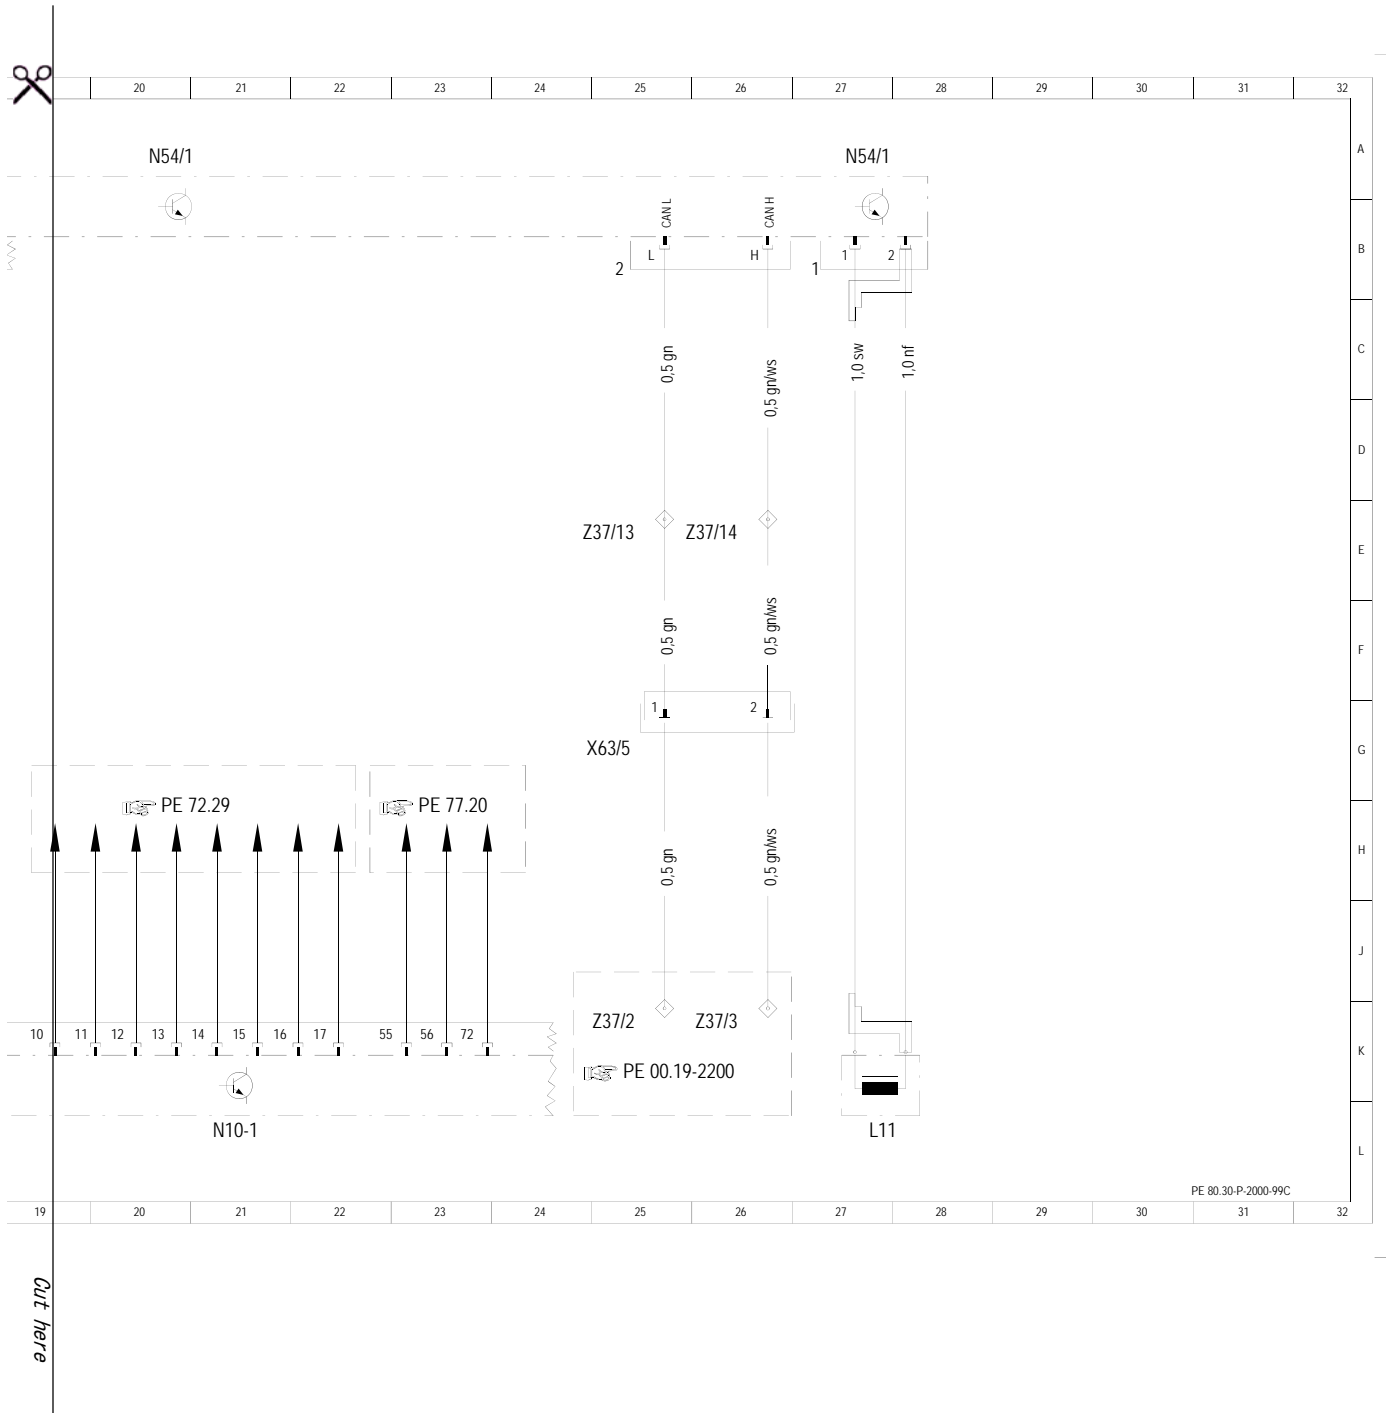 20 21 22 23 24 25 26 27 28 29 30 31 32
A
N54/1 N54/1
CAN L CAN H
B
L H 1 2
2 1
C
0,5 gn 0,5 gn/ws 1,0 sw 1,0 nf
D
Z37/13 Z37/14
E
0,5 gn 0,5 gn/ws
F
1 2
X63/5
G
PE 72.29 PE 77.20
H
0,5 gn 0,5 gn/ws
J
Z37/2 Z37/3
10 11 12 13 14 15 16 17 55 56 72
K
PE 00.19-2200
N10-1 L11
L
PE 80.30-P-2000-99C
19 20 21 22 23 24 25 26 27 28 29 30 31 32
Cut here